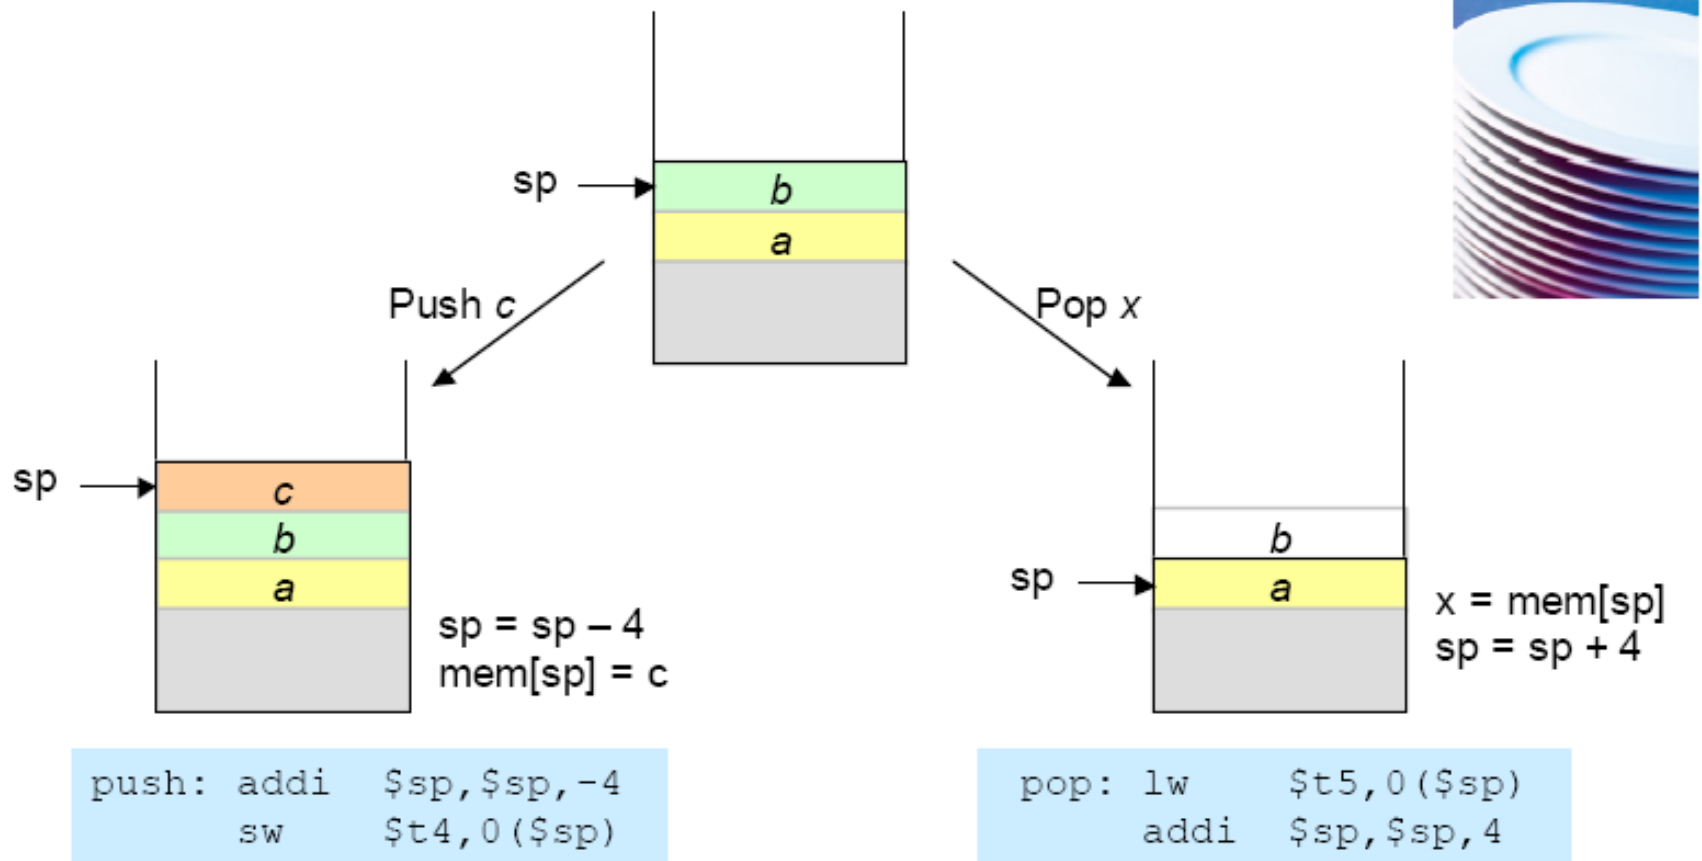 sp
b
a
Push c
Pop x
sp
c
b
a
sp = sp – 4
mem[sp] = c
b
sp
a
x = mem[sp]
sp = sp + 4
push: addi $sp,$sp,-4
sw $t4,0($sp)
pop: lw $t5,0($sp)
addi $sp,$sp,4